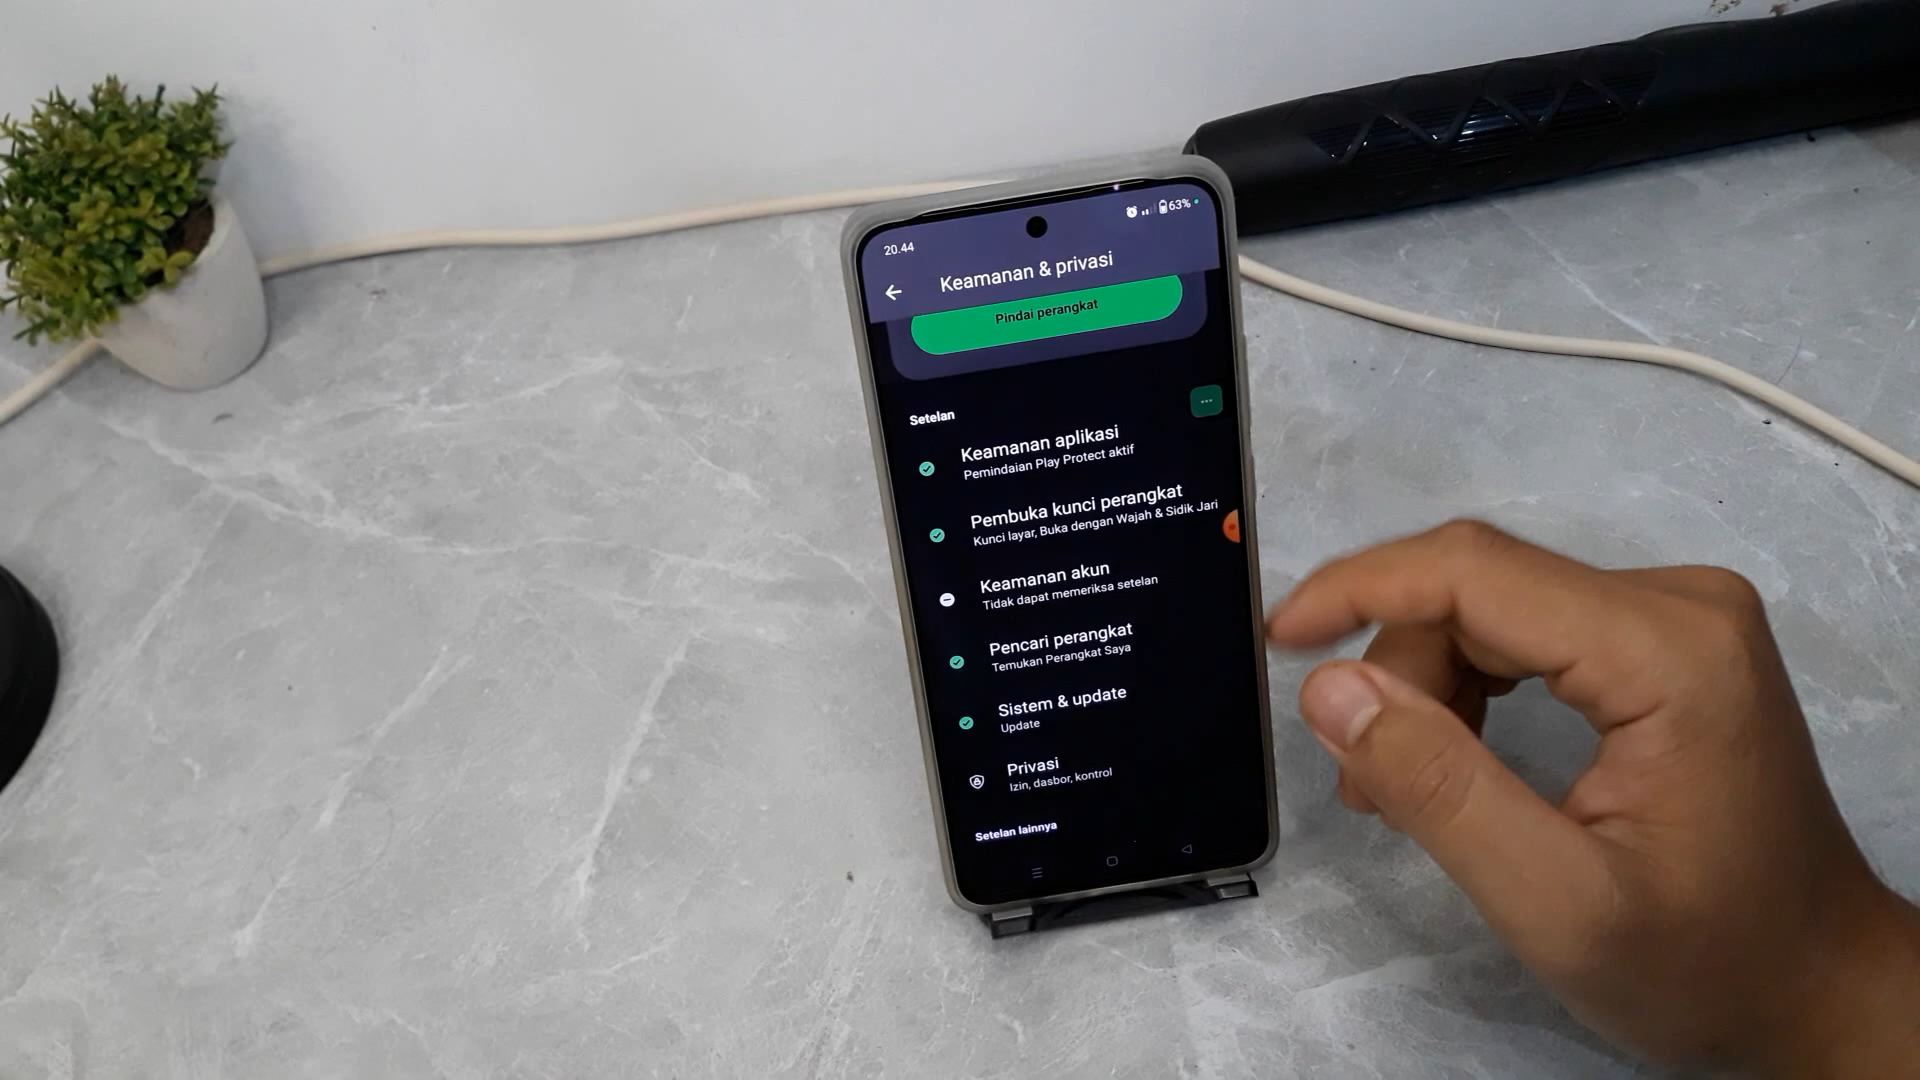 20.44
63%
Keamanan & privasi
Pindai perangkat
Setelan
Keamanan aplikasi
Pemindaian Play Protect aktif
Pembuka kunci perangkat
Kunci layar, Buka dengan Wajah & Sidik Jari
Keamanan akun
Tidak dapat memeriksa setelan
Pencari perangkat
Temukan Perangkat Saya
Sistem & update
Update
Privasi
Izin, dasbor, kontrol
Setelan lainnya